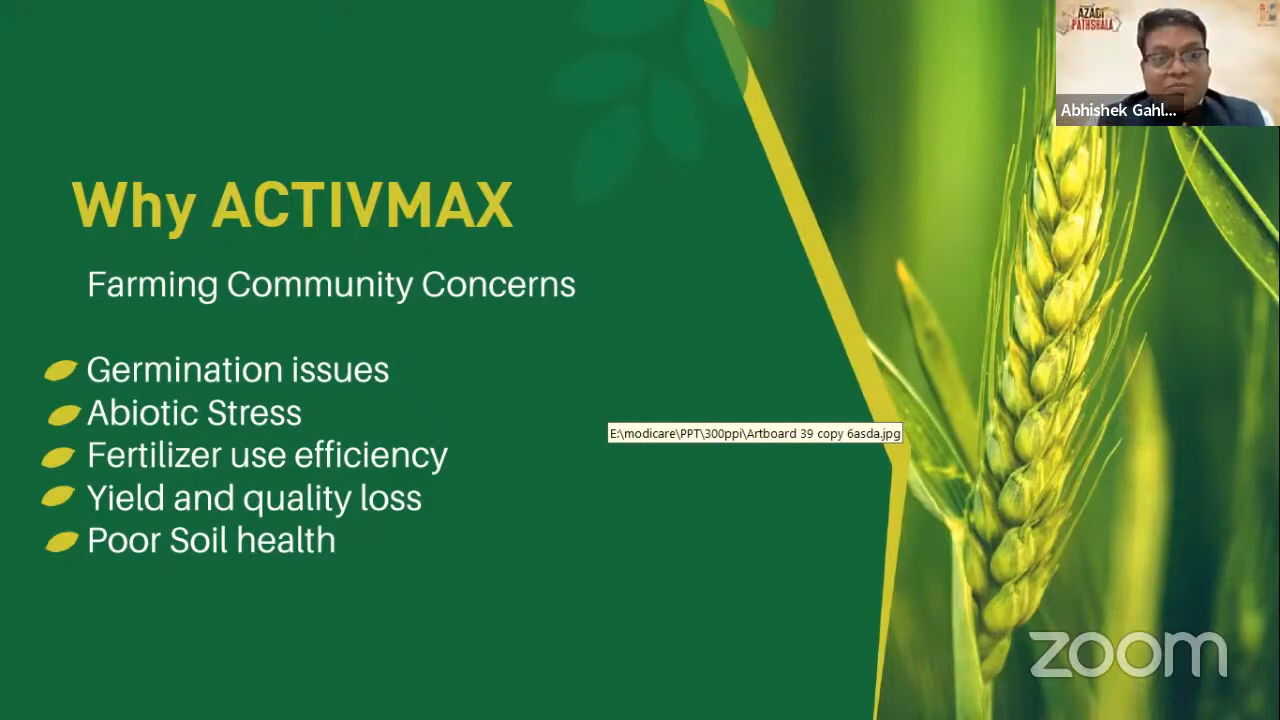 AZADI
PATHSHALA
Abhishek Gahl...
Why ACTIVMAX
Farming Community Concerns
Germination issues
Abiotic Stress
Fertilizer use efficiency
Yield and quality loss
Poor Soil health
E:\modicare\PPT\300ppi\Artboard 39 copy 6asda.jpg
zoom